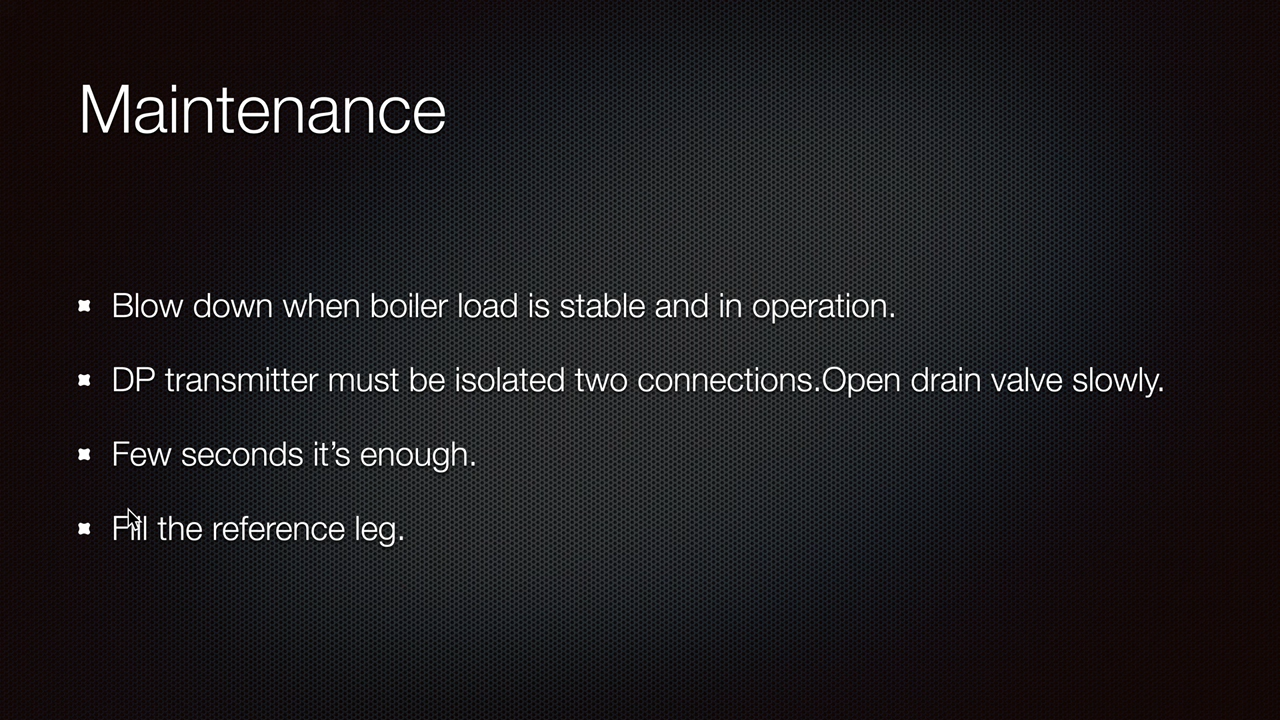 Maintenance
Blow down when boiler load is stable and in operation.
DP transmitter must be isolated two connections.Open drain valve slowly.
Few seconds it’s enough.
Fill the reference leg.